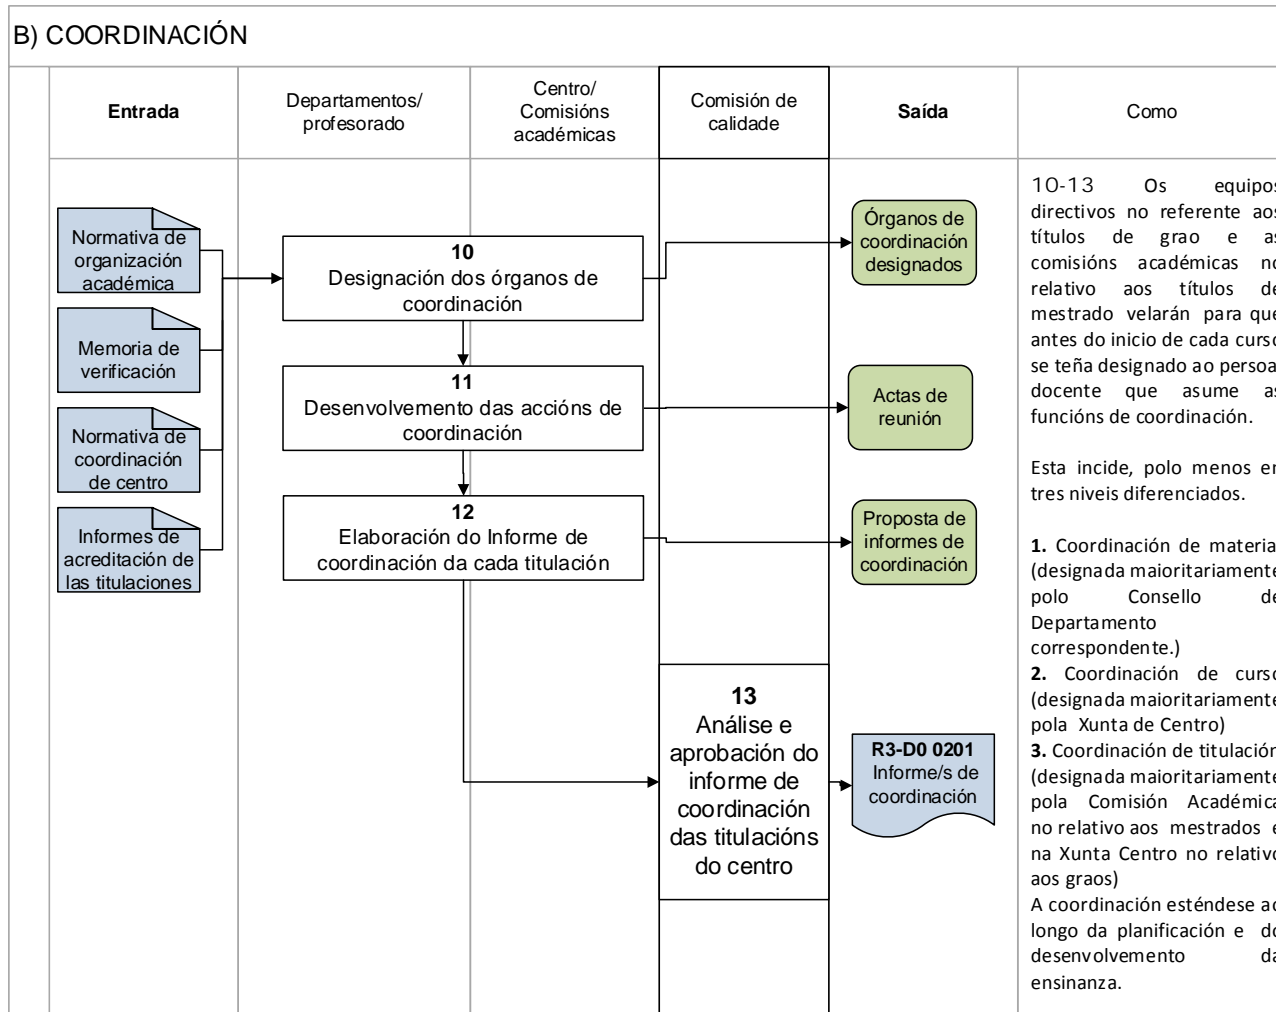 B) COORDINACIÓN
Entrada
Departamentos/
profesorado
Centro/
Comisións
académicas
Comisión de
calidade
Saída
Como
Normativa de
organización
académica
Memoria de
verificación
Normativa de
coordinación
de centro
Informes de
acreditación de
las titulaciones
10
Designación dos órganos de
coordinación
11
Desenvolvemento das accións de
coordinación
12
Elaboración do Informe de
coordinación da cada titulación
13
Análise e
aprobación do
informe de
coordinación
das titulacións
do centro
Órganos de
coordinación
designados
Actas de
reunión
Proposta de
informes de
coordinación
R3-D0 0201
Informe/s de
coordinación
10-13 Os equipos
directivos no referente aos
títulos de grao e as
comisións académicas no
relativo aos títulos de
mestrado velarán para que
antes do inicio de cada curso
se teña designado ao persoal
docente que asume as
funcións de coordinación.
Esta incide, polo menos en
tres niveis diferenciados.
1. Coordinación de materia
(designada maioritariamente
polo Consello de
Departamento
correspondente.)
2. Coordinación de curso
(designada maioritariamente
pola Xunta de Centro)
3. Coordinación de titulación
(designada maioritariamente
pola Comisión Académica
no relativo aos mestrados e
na Xunta Centro no relativo
aos graos)
A coordinación esténdese ao
longo da planificación e do
desenvolvemento da
ensinanza.